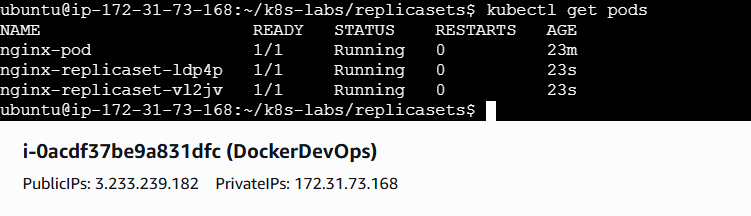 ubuntu@ip-172-31-73-168:~/k8s-labs/replicasets$ kubectl get pods
NAME READY STATUS RESTARTS AGE
nginx-pod 1/1 Running 0 23m
nginx-replicaset-ldp4p 1/1 Running 0 23s
nginx-replicaset-vl2jv 1/1 Running 0 23s
ubuntu@ip-172-31-73-168:~/k8s-labs/replicasets$
i-0acdf37be9a831dfc (DockerDevOps)
PublicIPs: 3.233.239.182 PrivateIPs: 172.31.73.168